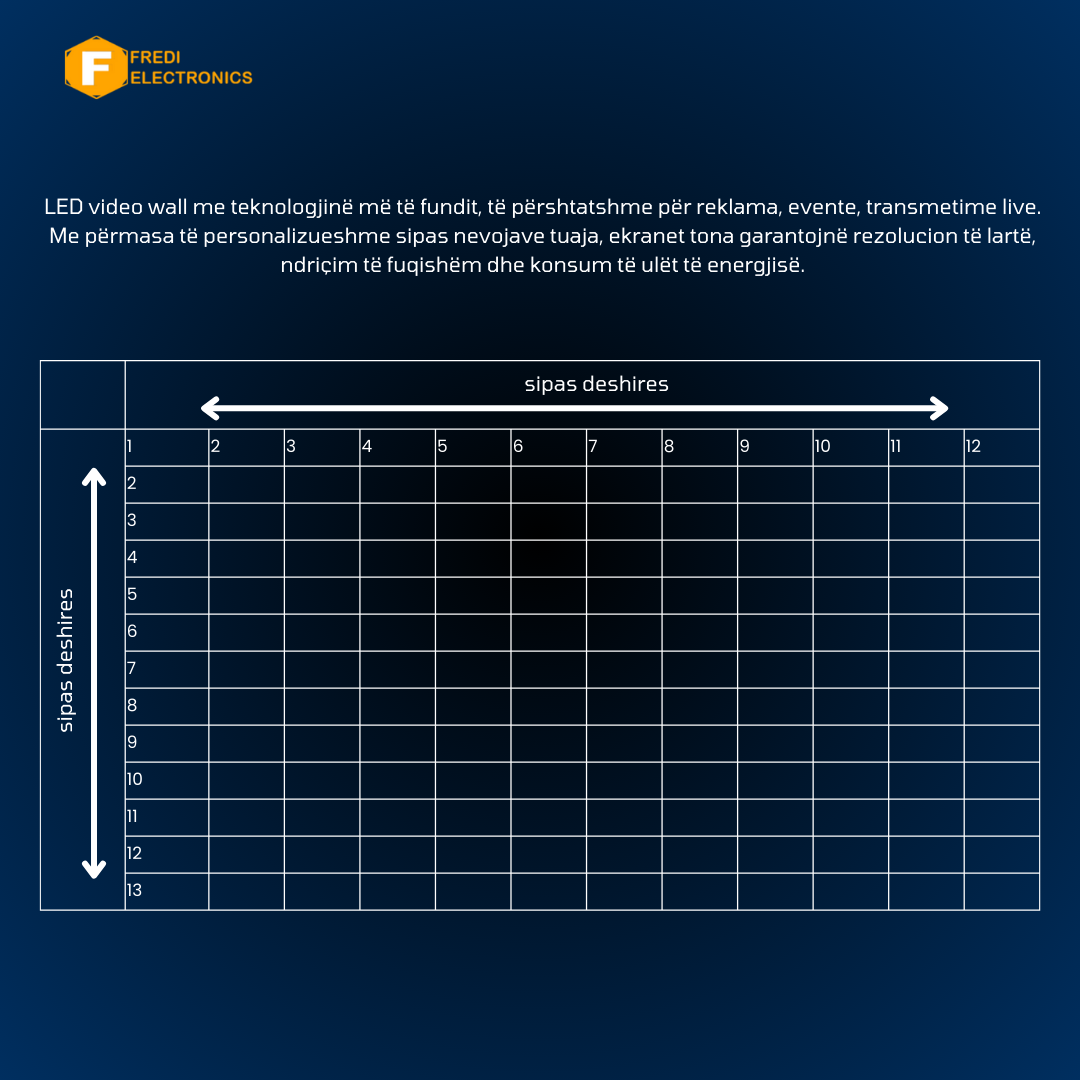 FREDI
ELECTRONICS
LED video wall me teknologjinë më të fundit, të përshtatshme për reklama, evente, transmetime live.
Me përmasa të personalizueshme sipas nevojave tuaja, ekranet tona garantojnë rezolucion të lartë,
ndriçim të fuqishëm dhe konsum të ulët të energjisë.
sipas deshires
1 2 3 4 5 6 7 8 9 10 11 12
2
3
4
5
6
7
8
9
10
11
12
13
sipas deshires